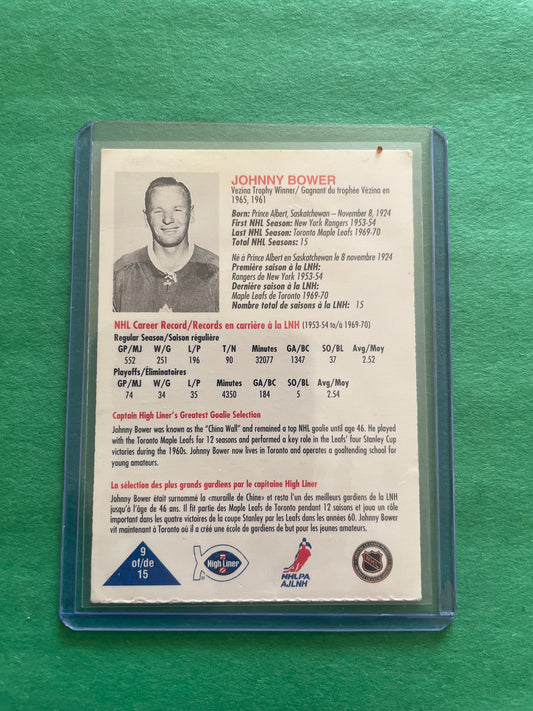 JOHNNY BOWER
Vezina Trophy Winner/ Gagnant du trophée Vézina en
1965, 1961
Born: Prince Albert, Saskatchewan – November 8, 1924
First NHL Season: New York Rangers 1953-54
Last NHL Season: Toronto Maple Leafs 1969-70
Total NHL Seasons: 15
Né à Prince Albert en Saskatchewan le 8 novembre 1924
Première saison à la LNH:
Rangers de New York 1953-54
Dernière saison à la LNH:
Maple Leafs de Toronto 1969-70
Nombre total de saisons à la LNH: 15
NHL Career Record/Records en carrière à la LNH (1953-54 to/à 1969-70)
Regular Season/Saison régulière
GP/MJ W/G L/P T/N Minutes GA/BC SO/BL Avg/Moy
552 251 196 90 32077 1347 37 2.52
Playoffs/Éliminatoires
GP/MJ W/G L/P Minutes GA/BC SO/BL Avg/Moy
74 34 35 4350 184 5 2.54
Captain High Liner's Greatest Goalie Selection
Johnny Bower was known as the "China Wall" and remained a top NHL goalie until age 46. He played
with the Toronto Maple Leafs for 12 seasons and performed a key role in the Leafs' four Stanley Cup
victories during the 1960s. Johnny Bower now lives in Toronto and operates a goaltending school for
young amateurs.
La sélection des plus grands gardiens par le capitaine High Liner
Johnny Bower était surnommé la «muraille de Chine» et resta l'un des meilleurs gardiens de la LNH
jusqu'à l'âge de 46 ans. Il fit partie des Maple Leafs de Toronto pendant 12 saisons et joua un rôle
important dans les quatre victoires de la coupe Stanley par les Leafs dans les années 60. Johnny Bower
vit maintenant à Toronto où il a créé une école de gardiens de but pour les jeunes amateurs.
9
of/de
15
High Liner
®
NHLPA
AJLNH
NHL